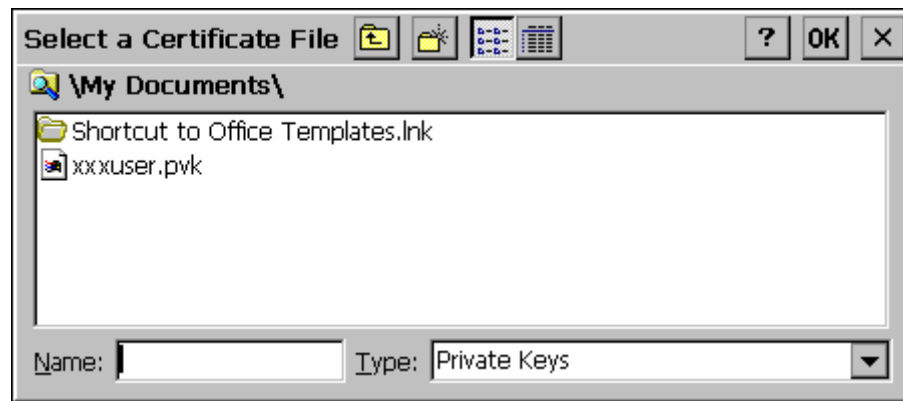 Select a Certificate File ? OK ×
\My Documents\
Shortcut to Office Templates.lnk
xxxuser.pvk
Name: Type: Private Keys